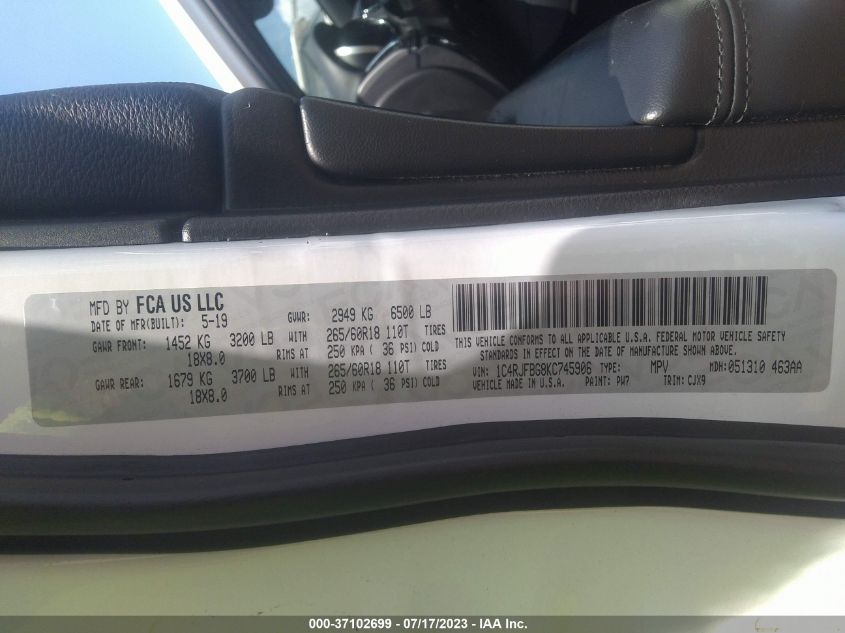 MFD BY FCA US LLC
DATE OF MFR(BUILT): 5-19
GVWR: 2949 KG 6500 LB
GAWR FRONT: 1452 KG 3200 LB WITH 265/60R18 110T TIRES
18X8.0 RIMS AT 250 KPA ( 36 PSI) COLD
GAWR REAR: 1679 KG 3700 LB WITH 265/60R18 110T TIRES
18X8.0 RIMS AT 250 KPA ( 36 PSI) COLD
THIS VEHICLE CONFORMS TO ALL APPLICABLE U.S.A. FEDERAL MOTOR VEHICLE SAFETY
STANDARDS IN EFFECT ON THE DATE OF MANUFACTURE SHOWN ABOVE.
VIN: 1C4RJFBG8KC745906 TYPE: MPV MDH: 051310 463AA
VEHICLE MADE IN U.S.A. PAINT: PW7 TRIM: CJX9
000-37102699 - 07/17/2023 - IAA Inc.